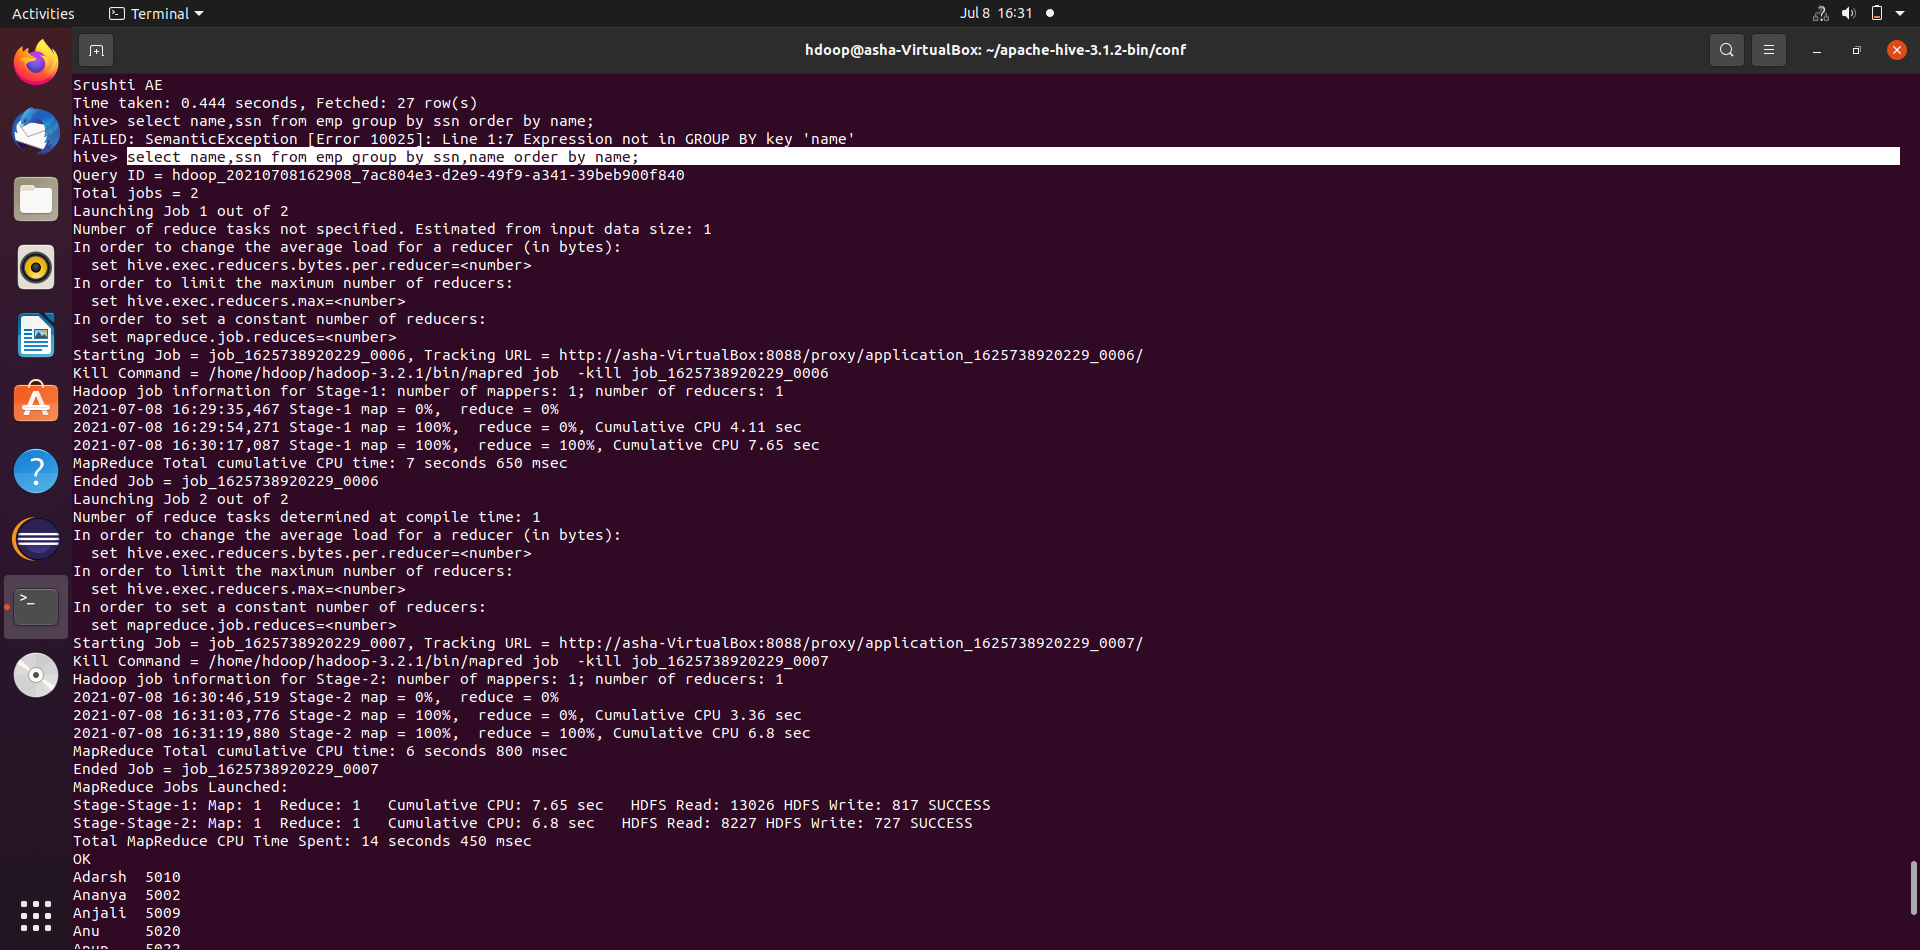 Activities
Terminal
Jul 8 16:31
hdoop@asha-VirtualBox: ~/apache-hive-3.1.2-bin/conf
Srushti AE
Time taken: 0.444 seconds, Fetched: 27 row(s)
hive> select name,ssn from emp group by ssn order by name;
FAILED: SemanticException [Error 10025]: Line 1:7 Expression not in GROUP BY key 'name'
hive> select name,ssn from emp group by ssn,name order by name;
Query ID = hdoop_20210708162908_7ac804e3-d2e9-49f9-a341-39beb900f840
Total jobs = 2
Launching Job 1 out of 2
Number of reduce tasks not specified. Estimated from input data size: 1
In order to change the average load for a reducer (in bytes):
  set hive.exec.reducers.bytes.per.reducer=<number>
In order to limit the maximum number of reducers:
  set hive.exec.reducers.max=<number>
In order to set a constant number of reducers:
  set mapreduce.job.reduces=<number>
Starting Job = job_1625738920229_0006, Tracking URL = http://asha-VirtualBox:8088/proxy/application_1625738920229_0006/
Kill Command = /home/hdoop/hadoop-3.2.1/bin/mapred job  -kill job_1625738920229_0006
Hadoop job information for Stage-1: number of mappers: 1; number of reducers: 1
2021-07-08 16:29:35,467 Stage-1 map = 0%,  reduce = 0%
2021-07-08 16:29:54,271 Stage-1 map = 100%,  reduce = 0%, Cumulative CPU 4.11 sec
2021-07-08 16:30:17,087 Stage-1 map = 100%,  reduce = 100%, Cumulative CPU 7.65 sec
MapReduce Total cumulative CPU time: 7 seconds 650 msec
Ended Job = job_1625738920229_0006
Launching Job 2 out of 2
Number of reduce tasks determined at compile time: 1
In order to change the average load for a reducer (in bytes):
  set hive.exec.reducers.bytes.per.reducer=<number>
In order to limit the maximum number of reducers:
  set hive.exec.reducers.max=<number>
In order to set a constant number of reducers:
  set mapreduce.job.reduces=<number>
Starting Job = job_1625738920229_0007, Tracking URL = http://asha-VirtualBox:8088/proxy/application_1625738920229_0007/
Kill Command = /home/hdoop/hadoop-3.2.1/bin/mapred job  -kill job_1625738920229_0007
Hadoop job information for Stage-2: number of mappers: 1; number of reducers: 1
2021-07-08 16:30:46,519 Stage-2 map = 0%,  reduce = 0%
2021-07-08 16:31:03,776 Stage-2 map = 100%,  reduce = 0%, Cumulative CPU 3.36 sec
2021-07-08 16:31:19,880 Stage-2 map = 100%,  reduce = 100%, Cumulative CPU 6.8 sec
MapReduce Total cumulative CPU time: 6 seconds 800 msec
Ended Job = job_1625738920229_0007
MapReduce Jobs Launched:
Stage-Stage-1: Map: 1  Reduce: 1   Cumulative CPU: 7.65 sec   HDFS Read: 13026 HDFS Write: 817 SUCCESS
Stage-Stage-2: Map: 1  Reduce: 1   Cumulative CPU: 6.8 sec   HDFS Read: 8227 HDFS Write: 727 SUCCESS
Total MapReduce CPU Time Spent: 14 seconds 450 msec
OK
Adarsh  5010
Ananya  5002
Anjali  5009
Anu     5020